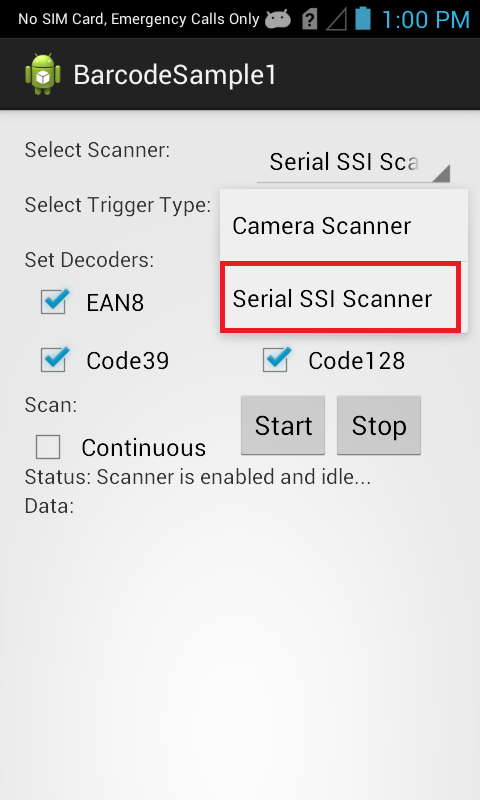 No SIM Card, Emergency Calls Only ? 1:00 PM
BarcodeSample1
Select Scanner: Serial SSI Sca
Select Trigger Type:
Camera Scanner
Set Decoders:
Serial SSI Scanner
EAN8
Code39 Code128
Scan:
Start Stop
Continuous
Status: Scanner is enabled and idle...
Data: